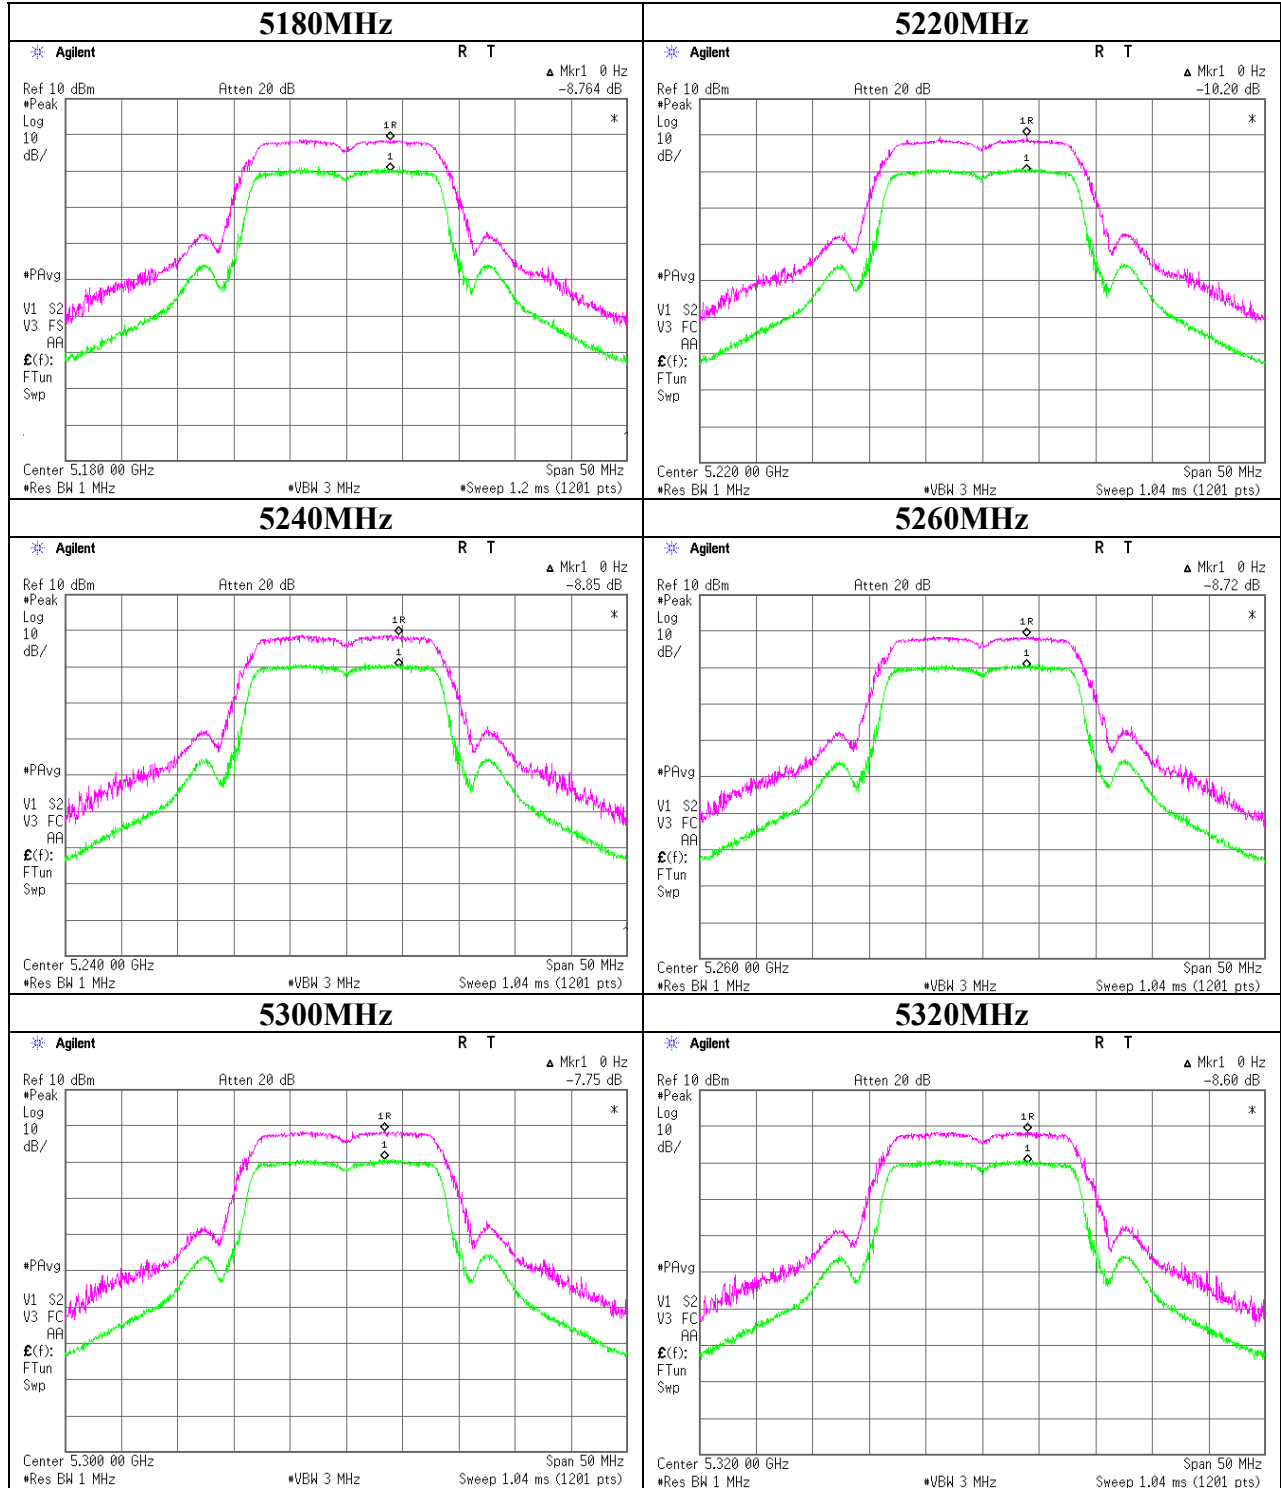 5180MHz
Agilent R T
Δ Mkr1 0 Hz
Ref 10 dBm Atten 20 dB -8.764 dB
#Peak
Log
10
dB/
*
1R
1
#PAvg
V1 S2
V3 FS
AA
£(f):
FTun
Swp
Center 5.180 00 GHz Span 50 MHz
#Res BW 1 MHz #VBW 3 MHz #Sweep 1.2 ms (1201 pts)
5220MHz
Agilent R T
Δ Mkr1 0 Hz
Ref 10 dBm Atten 20 dB -10.20 dB
#Peak
Log
10
dB/
*
1R
1
#PAvg
V1 S2
V3 FC
AA
£(f):
FTun
Swp
Center 5.220 00 GHz Span 50 MHz
#Res BW 1 MHz #VBW 3 MHz Sweep 1.04 ms (1201 pts)
5240MHz
Agilent R T
Δ Mkr1 0 Hz
Ref 10 dBm Atten 20 dB -8.85 dB
#Peak
Log
10
dB/
*
1R
1
#PAvg
V1 S2
V3 FC
AA
£(f):
FTun
Swp
Center 5.240 00 GHz Span 50 MHz
#Res BW 1 MHz #VBW 3 MHz Sweep 1.04 ms (1201 pts)
5260MHz
Agilent R T
Δ Mkr1 0 Hz
Ref 10 dBm Atten 20 dB -8.72 dB
#Peak
Log
10
dB/
*
1R
1
#PAvg
V1 S2
V3 FC
AA
£(f):
FTun
Swp
Center 5.260 00 GHz Span 50 MHz
#Res BW 1 MHz #VBW 3 MHz Sweep 1.04 ms (1201 pts)
5300MHz
Agilent R T
Δ Mkr1 0 Hz
Ref 10 dBm Atten 20 dB -7.75 dB
#Peak
Log
10
dB/
*
1R
1
#PAvg
V1 S2
V3 FC
AA
£(f):
FTun
Swp
Center 5.300 00 GHz Span 50 MHz
#Res BW 1 MHz #VBW 3 MHz Sweep 1.04 ms (1201 pts)
5320MHz
Agilent R T
Δ Mkr1 0 Hz
Ref 10 dBm Atten 20 dB -8.60 dB
#Peak
Log
10
dB/
*
1R
1
#PAvg
V1 S2
V3 FC
AA
£(f):
FTun
Swp
Center 5.320 00 GHz Span 50 MHz
#Res BW 1 MHz #VBW 3 MHz Sweep 1.04 ms (1201 pts)